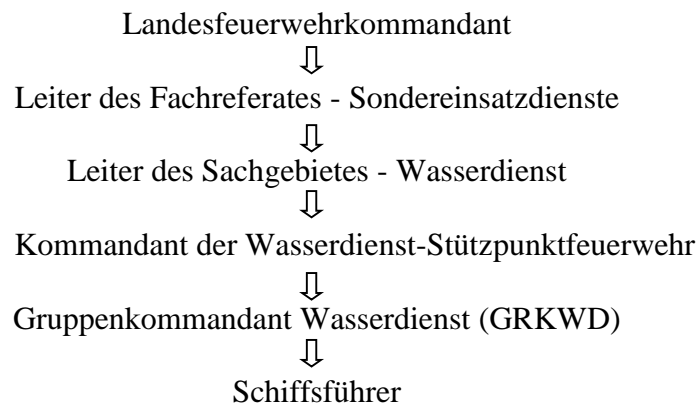 Landesfeuerwehrkommandant
⇩
Leiter des Fachreferates - Sondereinsatzdienste
⇩
Leiter des Sachgebietes - Wasserdienst
⇩
Kommandant der Wasserdienst-Stützpunktfeuerwehr
⇩
Gruppenkommandant Wasserdienst (GRKWD)
⇩
Schiffsführer